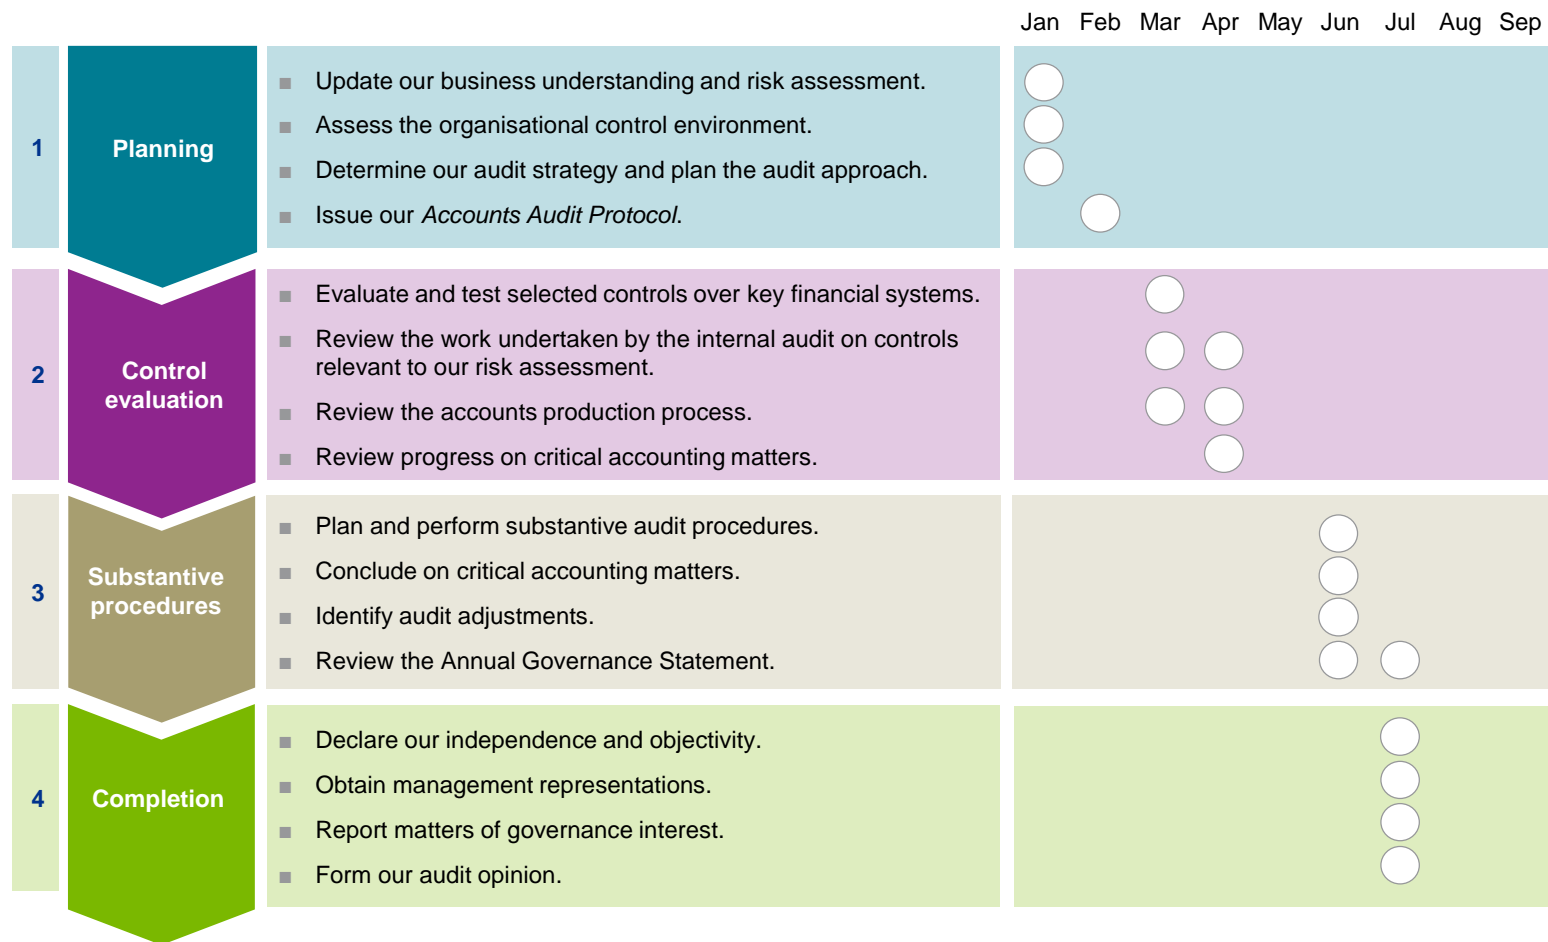 Jan Feb Mar Apr May Jun Jul Aug Sep
1
Planning
Update our business understanding and risk assessment.
Assess the organisational control environment.
Determine our audit strategy and plan the audit approach.
Issue our Accounts Audit Protocol.
2
Control
evaluation
Evaluate and test selected controls over key financial systems.
Review the work undertaken by the internal audit on controls
relevant to our risk assessment.
Review the accounts production process.
Review progress on critical accounting matters.
3
Substantive
procedures
Plan and perform substantive audit procedures.
Conclude on critical accounting matters.
Identify audit adjustments.
Review the Annual Governance Statement.
4
Completion
Declare our independence and objectivity.
Obtain management representations.
Report matters of governance interest.
Form our audit opinion.